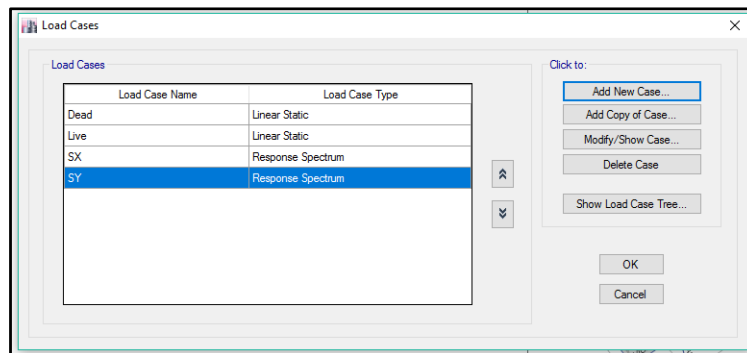 Load Cases
Load Cases
Click to:
Load Case Name Load Case Type
Dead Linear Static
Live Linear Static
SX Response Spectrum
SY Response Spectrum
Add New Case...
Add Copy of Case...
Modify/Show Case...
Delete Case
Show Load Case Tree...
OK
Cancel